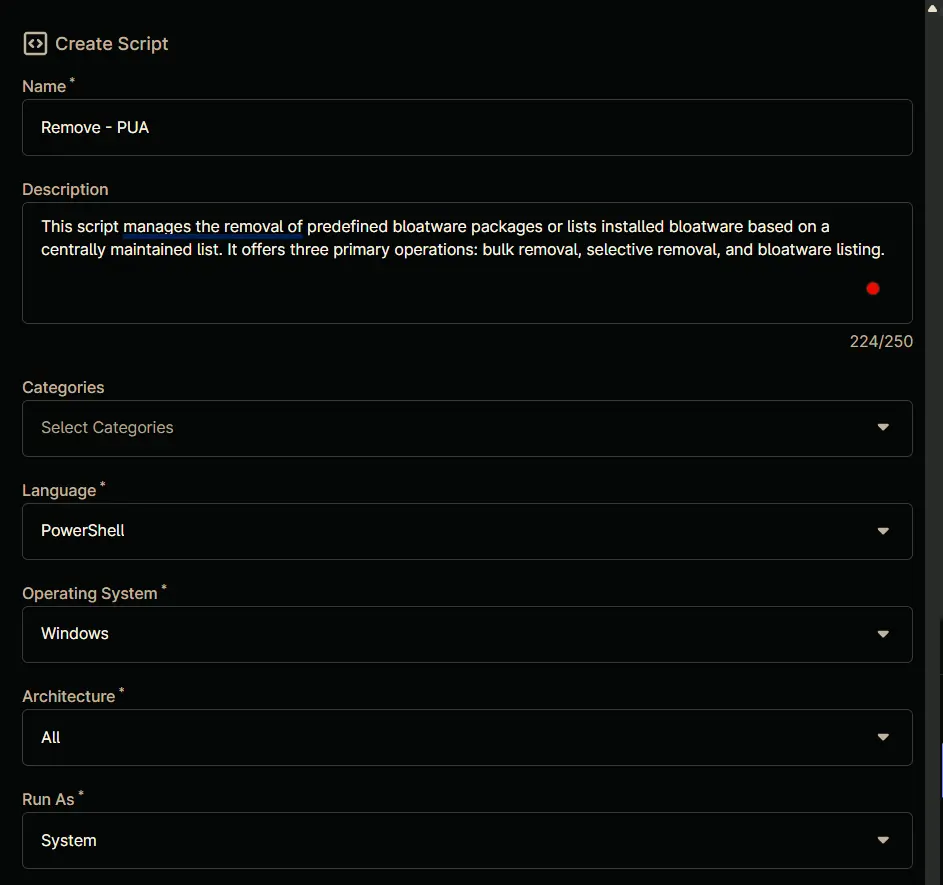 Create Script
Name *
Remove - PUA
Description
This script manages the removal of predefined bloatware packages or lists installed bloatware based on a
centrally maintained list. It offers three primary operations: bulk removal, selective removal, and bloatware listing.
224/250
Categories
Select Categories
Language *
PowerShell
Operating System *
Windows
Architecture *
All
Run As *
System